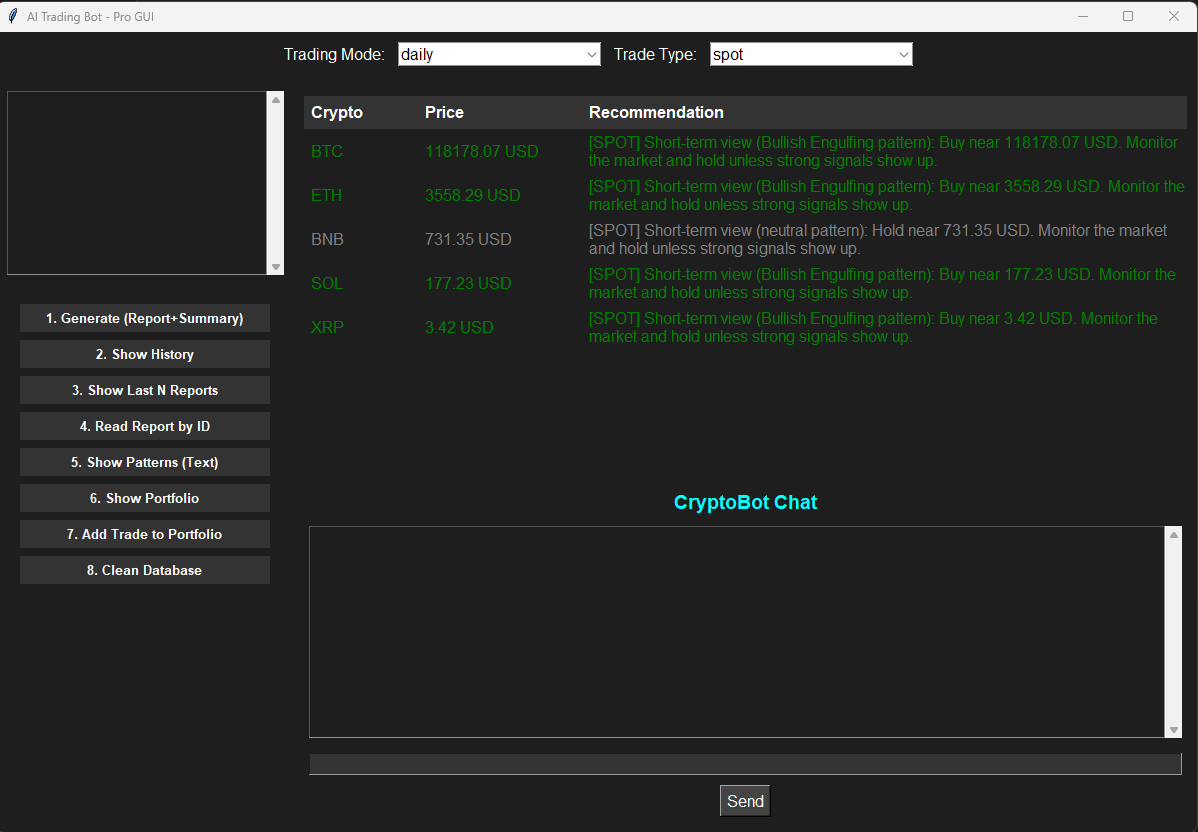 AI Trading Bot - Pro GUI
Trading Mode: daily Trade Type: spot
Crypto Price Recommendation
BTC 118178.07 USD [SPOT] Short-term view (Bullish Engulfing pattern): Buy near 118178.07 USD. Monitor
the market and hold unless strong signals show up.
ETH 3558.29 USD [SPOT] Short-term view (Bullish Engulfing pattern): Buy near 3558.29 USD. Monitor the
market and hold unless strong signals show up.
BNB 731.35 USD [SPOT] Short-term view (neutral pattern): Hold near 731.35 USD. Monitor the market
and hold unless strong signals show up.
SOL 177.23 USD [SPOT] Short-term view (Bullish Engulfing pattern): Buy near 177.23 USD. Monitor the
market and hold unless strong signals show up.
XRP 3.42 USD [SPOT] Short-term view (Bullish Engulfing pattern): Buy near 3.42 USD. Monitor the
market and hold unless strong signals show up.
1. Generate (Report+Summary)
2. Show History
3. Show Last N Reports
4. Read Report by ID
5. Show Patterns (Text)
6. Show Portfolio
7. Add Trade to Portfolio
8. Clean Database
CryptoBot Chat
Send